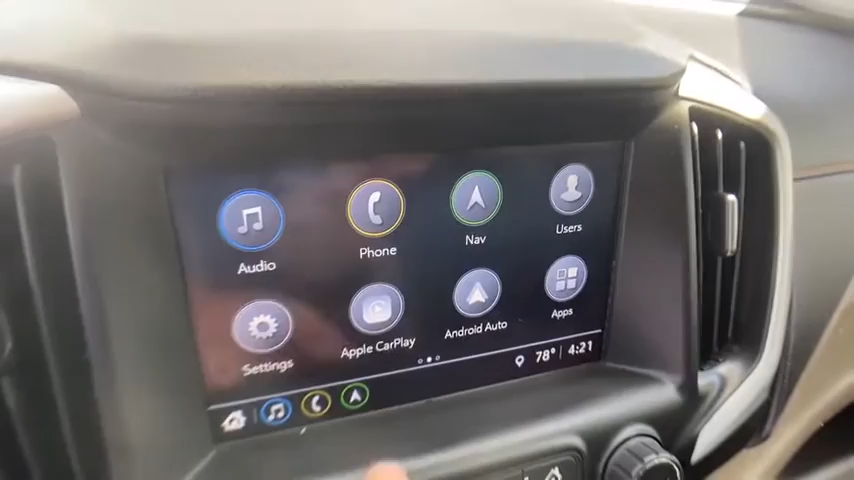 Audio
Phone
Nav
Users
Settings
Apple CarPlay
Android Auto
Apps
78° 4:21